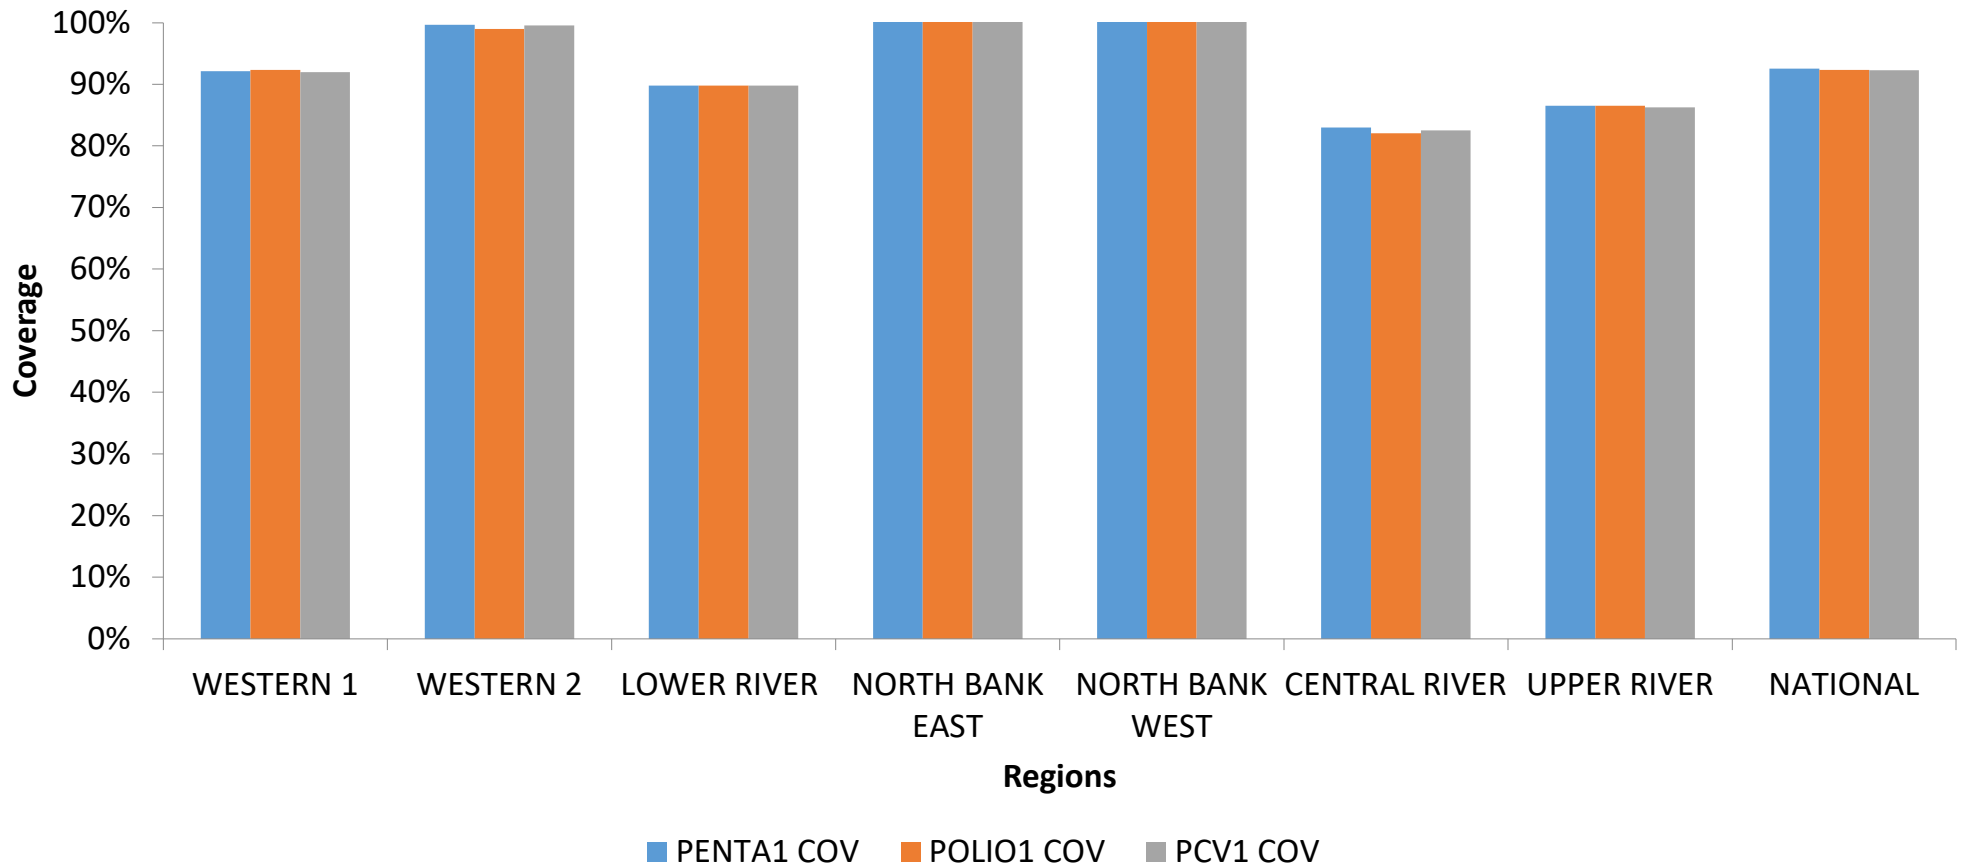 100%
90%
80%
70%
60%
50%
40%
30%
20%
10%
0%
Coverage
WESTERN 1 WESTERN 2 LOWER RIVER NORTH BANK NORTH BANK CENTRAL RIVER UPPER RIVER NATIONAL
EAST WEST
Regions
PENTA1 COV POLIO1 COV PCV1 COV